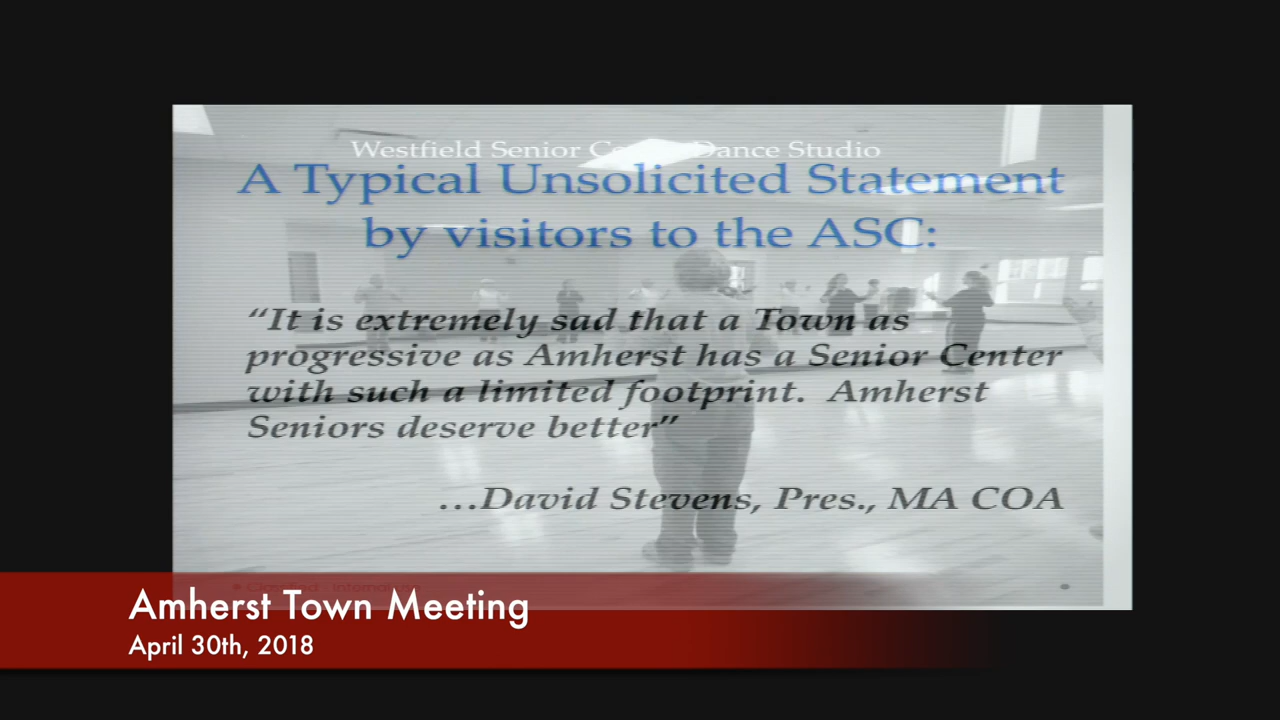 Westfield Senior Center Dance Studio
A Typical Unsolicited Statement
by visitors to the ASC:
“It is extremely sad that a Town as
progressive as Amherst has a Senior Center
with such a limited footprint.  Amherst
Seniors deserve better”
...David Stevens, Pres., MA COA
Amherst Town Meeting
April 30th, 2018